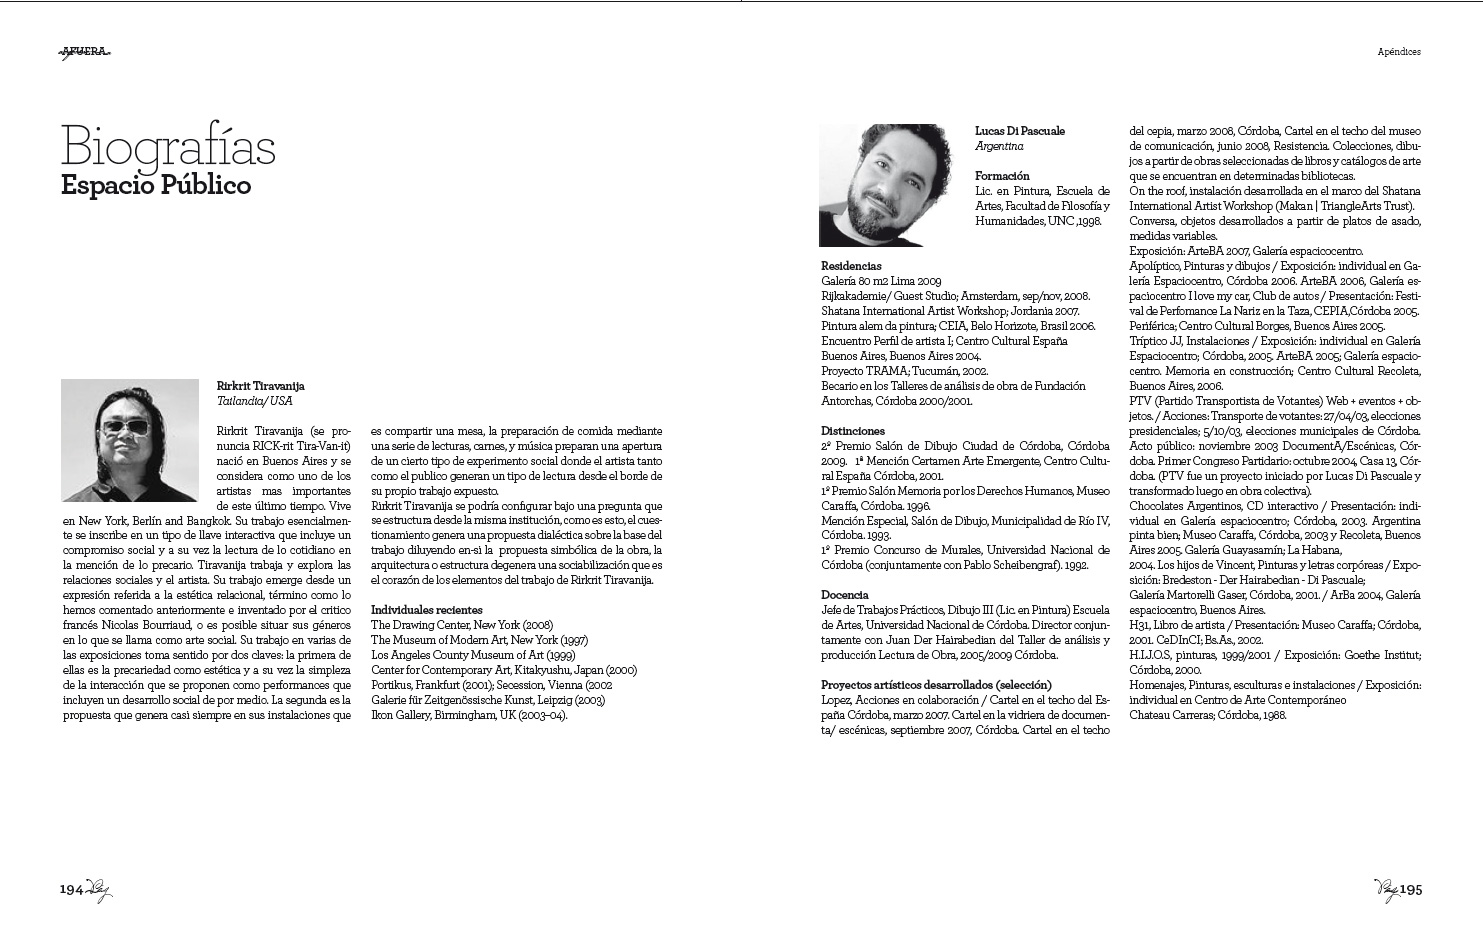 AFUERA
Apéndices
Biografías
Espacio Público
Rirkrit Tiravanija
Tailandia/ USA
Rirkrit Tiravanija (se pro-
nuncia RICK-rit Tira-Van-it)
nació en Buenos Aires y se
considera como uno de los
artistas mas importantes
de este último tiempo. Vive
en New York, Berlín and Bangkok. Su trabajo esencialmen-
te se inscribe en un tipo de llave interactiva que incluye un
compromiso social y a su vez la lectura de lo cotidiano en
la mención de lo precario. Tiravanija trabaja y explora las
relaciones sociales y el artista. Su trabajo emerge desde un
expresión referida a la estética relacional, término como lo
hemos comentado anteriormente e inventado por el critico
francés Nicolas Bourriaud, o es posible situar sus géneros
en lo que se llama como arte social. Su trabajo en varias de
las exposiciones toma sentido por dos claves: la primera de
ellas es la precariedad como estética y a su vez la simpleza
de la interacción que se proponen como performances que
incluyen un desarrollo social de por medio. La segunda es la
propuesta que genera casi siempre en sus instalaciones que
es compartir una mesa, la preparación de comida mediante
una serie de lecturas, carnes, y música preparan una apertura
de un cierto tipo de experimento social donde el artista tanto
como el publico generan un tipo de lectura desde el borde de
su propio trabajo expuesto.
Rirkrit Tiravanija se podría configurar bajo una pregunta que
se estructura desde la misma institución, como es esto, el cues-
tionamiento genera una propuesta dialéctica sobre la base del
trabajo diluyendo en-si la propuesta simbólica de la obra, la
arquitectura o estructura degenera una sociabilización que es
el corazón de los elementos del trabajo de Rirkrit Tiravanija.
Individuales recientes
The Drawing Center, New York (2008)
The Museum of Modern Art, New York (1997)
Los Angeles County Museum of Art (1999)
Center for Contemporary Art, Kitakyushu, Japan (2000)
Portikus, Frankfurt (2001); Secession, Vienna (2002
Galerie für Zeitgenössische Kunst, Leipzig (2003)
Ikon Gallery, Birmingham, UK (2003–04).
194
Lucas Di Pascuale
Argentina
Formación
Lic. en Pintura, Escuela de
Artes, Facultad de Filosofía y
Humanidades, UNC ,1998.
Residencias
Galería 80 m2 Lima 2009
Rijkakademie/ Guest Studio; Amsterdam, sep/nov, 2008.
Shatana International Artist Workshop; Jordania 2007.
Pintura alem da pintura; CEIA, Belo Horizote, Brasil 2006.
Encuentro Perfil de artista I; Centro Cultural España
Buenos Aires, Buenos Aires 2004.
Proyecto TRAMA; Tucumán, 2002.
Becario en los Talleres de análisis de obra de Fundación
Antorchas, Córdoba 2000/2001.
Distinciones
2º Premio Salón de Dibujo Ciudad de Córdoba, Córdoba
2009. 1ª Mención Certamen Arte Emergente, Centro Cultu-
ral España Córdoba, 2001.
1º Premio Salón Memoria por los Derechos Humanos, Museo
Caraffa, Córdoba. 1996.
Mención Especial, Salón de Dibujo, Municipalidad de Río IV,
Córdoba. 1993.
1º Premio Concurso de Murales, Universidad Nacional de
Córdoba (conjuntamente con Pablo Scheibengraf). 1992.
Docencia
Jefe de Trabajos Prácticos, Dibujo III (Lic. en Pintura) Escuela
de Artes, Universidad Nacional de Córdoba. Director conjun-
tamente con Juan Der Hairabedian del Taller de análisis y
producción Lectura de Obra, 2005/2009 Córdoba.
Proyectos artísticos desarrollados (selección)
Lopez, Acciones en colaboración / Cartel en el techo del Es-
paña Córdoba, marzo 2007. Cartel en la vidriera de documen-
ta/ escénicas, septiembre 2007, Córdoba. Cartel en el techo
del cepia, marzo 2008, Córdoba, Cartel en el techo del museo
de comunicación, junio 2008, Resistencia. Colecciones, dibu-
jos a partir de obras seleccionadas de libros y catálogos de arte
que se encuentran en determinadas bibliotecas.
On the roof, instalación desarrollada en el marco del Shatana
International Artist Workshop (Makan | TriangleArts Trust).
Conversa, objetos desarrollados a partir de platos de asado,
medidas variables.
Exposición: ArteBA 2007, Galería espacicocentro.
Apolíptico, Pinturas y dibujos / Exposición: individual en Ga-
lería Espaciocentro, Córdoba 2006. ArteBA 2006, Galería es-
paciocentro I love my car, Club de autos / Presentación: Festi-
val de Perfomance La Nariz en la Taza, CEPIA,Córdoba 2005.
Periférica; Centro Cultural Borges, Buenos Aires 2005.
Tríptico JJ, Instalaciones / Exposición: individual en Galería
Espaciocentro; Córdoba, 2005. ArteBA 2005; Galería espacio-
centro. Memoria en construcción; Centro Cultural Recoleta,
Buenos Aires, 2006.
PTV (Partido Transportista de Votantes) Web + eventos + ob-
jetos. / Acciones: Transporte de votantes: 27/04/03, elecciones
presidenciales; 5/10/03, elecciones municipales de Córdoba.
Acto público: noviembre 2003 DocumentA/Escénicas, Cór-
doba. Primer Congreso Partidario: octubre 2004, Casa 13, Cór-
doba. (PTV fue un proyecto iniciado por Lucas Di Pascuale y
transformado luego en obra colectiva).
Chocolates Argentinos, CD interactivo / Presentación: indi-
vidual en Galería espaciocentro; Córdoba, 2003. Argentina
pinta bien; Museo Caraffa, Córdoba, 2003 y Recoleta, Buenos
Aires 2005. Galería Guayasamín; La Habana,
2004. Los hijos de Vincent, Pinturas y letras corpóreas / Expo-
sición: Bredeston - Der Hairabedian - Di Pascuale;
Galería Martorelli Gaser, Córdoba, 2001. / ArBa 2004, Galería
espaciocentro, Buenos Aires.
H31, Libro de artista / Presentación: Museo Caraffa; Córdoba,
2001. CeDInCI; Bs.As., 2002.
H.I.J.O.S, pinturas, 1999/2001 / Exposición: Goethe Institut;
Córdoba, 2000.
Homenajes, Pinturas, esculturas e instalaciones / Exposición:
individual en Centro de Arte Contemporáneo
Chateau Carreras; Córdoba, 1988.
195